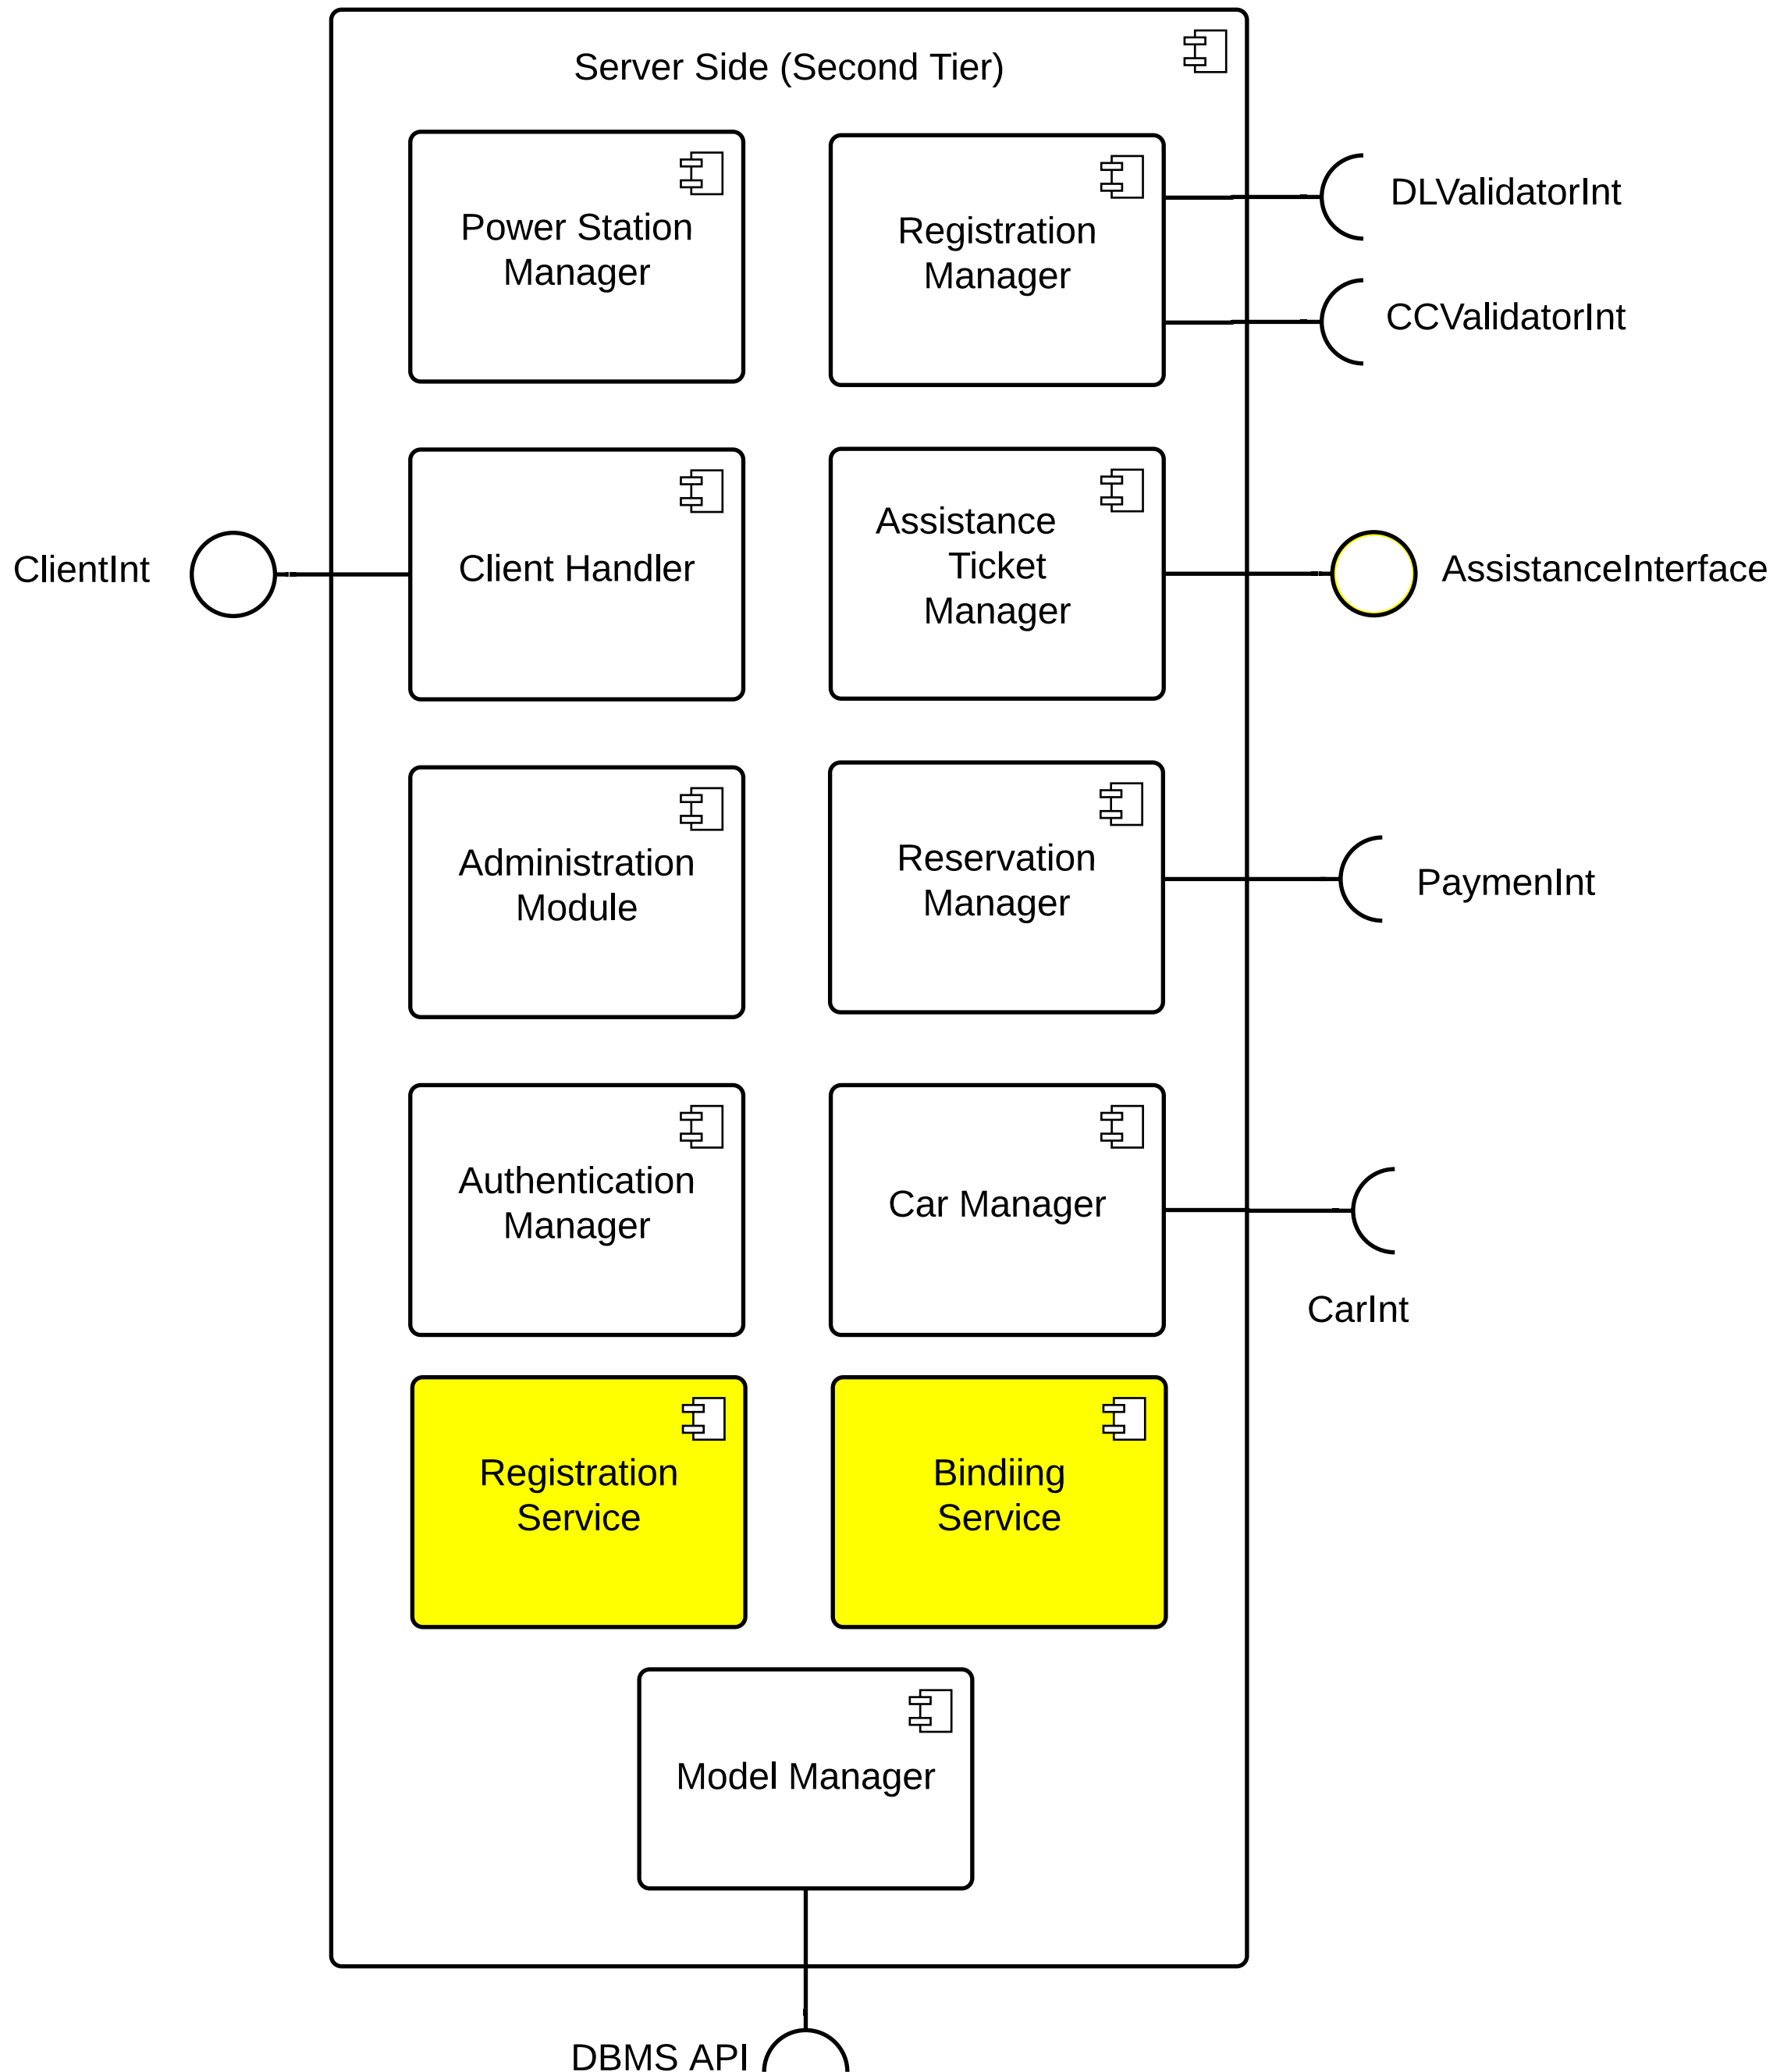 Server Side (Second Tier)
Power Station
Manager
Registration
Manager
DLValidatorInt
CCValidatorInt
ClientInt
Client Handler
Assistance
Ticket
Manager
AssistanceInterface
Administration
Module
Reservation
Manager
PaymenInt
Authentication
Manager
Car Manager
CarInt
Registration
Service
Bindiing
Service
Model Manager
DBMS API